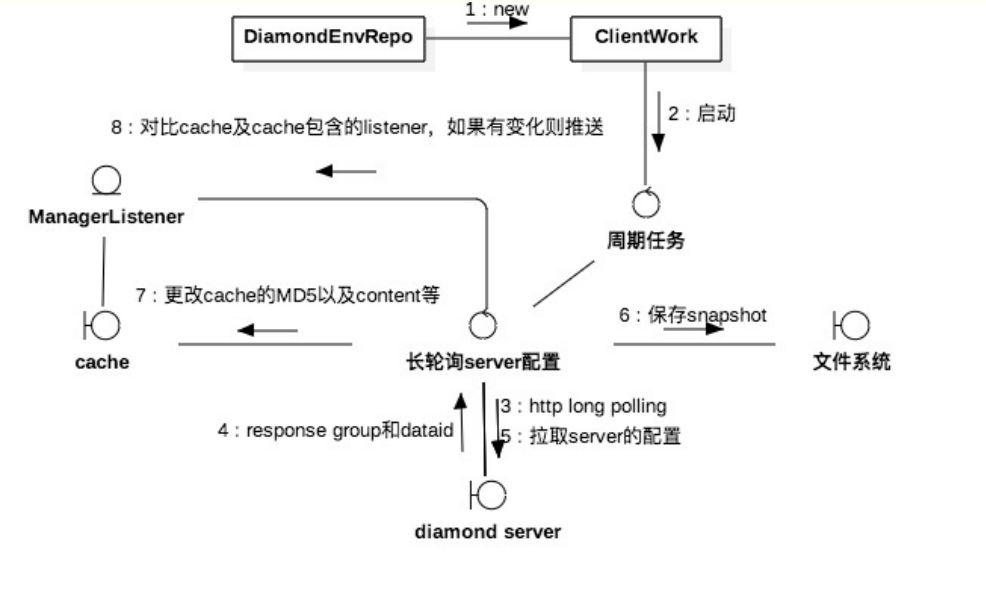 1 : new
DiamondEnvRepo
ClientWork
2 : 启动
8 : 对比cache及cache包含的listener，如果有变化则推送
ManagerListener
周期任务
7 : 更改cache的MD5以及content等
6 : 保存snapshot
cache
长轮询server配置
文件系统
3 : http long polling
4 : response group和dataid
5 : 拉取server的配置
diamond server